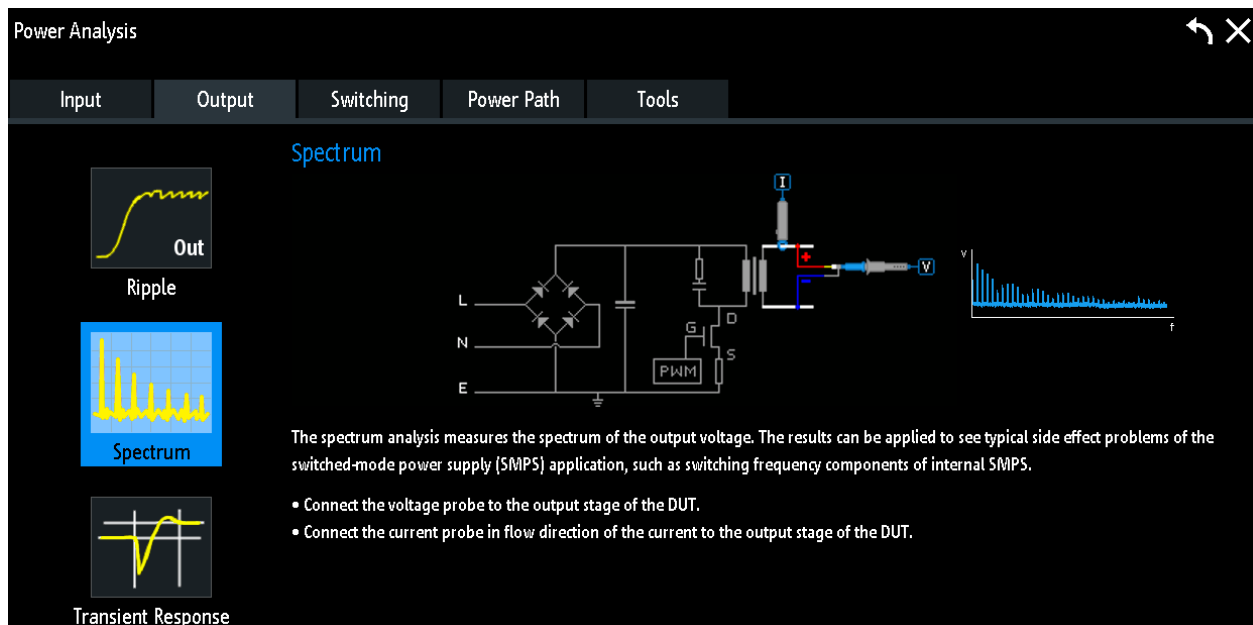 Power Analysis
Input
Output
Switching
Power Path
Tools
Out
Ripple
Spectrum
Transient Response
Spectrum
I
+
-
V
L
N
E
G
D
S
PWM
V
f
The spectrum analysis measures the spectrum of the output voltage. The results can be applied to see typical side effect problems of the
switched-mode power supply (SMPS) application, such as switching frequency components of internal SMPS.
• Connect the voltage probe to the output stage of the DUT.
• Connect the current probe in flow direction of the current to the output stage of the DUT.